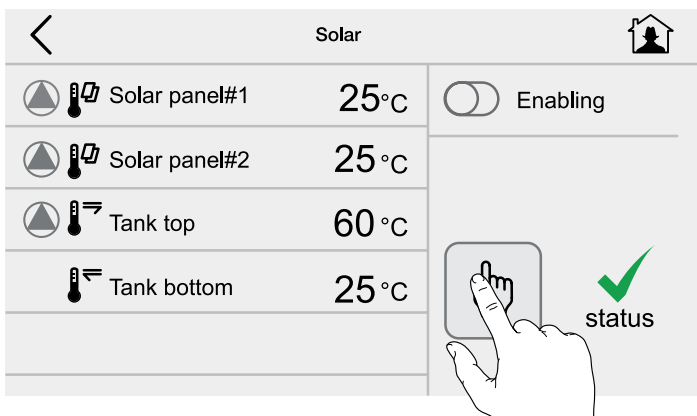 Solar
Solar panel#1 25°C
Enabling
Solar panel#2 25°C
Tank top 60°C
Tank bottom 25°C
status